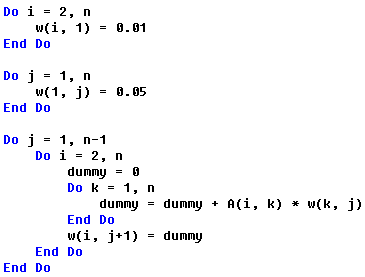 Do i = 2, n
    w(i, 1) = 0.01
End Do

Do j = 1, n
    w(1, j) = 0.05
End Do

Do j = 1, n-1
    Do i = 2, n
        dummy = 0
        Do k = 1, n
            dummy = dummy + A(i, k) * w(k, j)
        End Do
        w(i, j+1) = dummy
    End Do
End Do